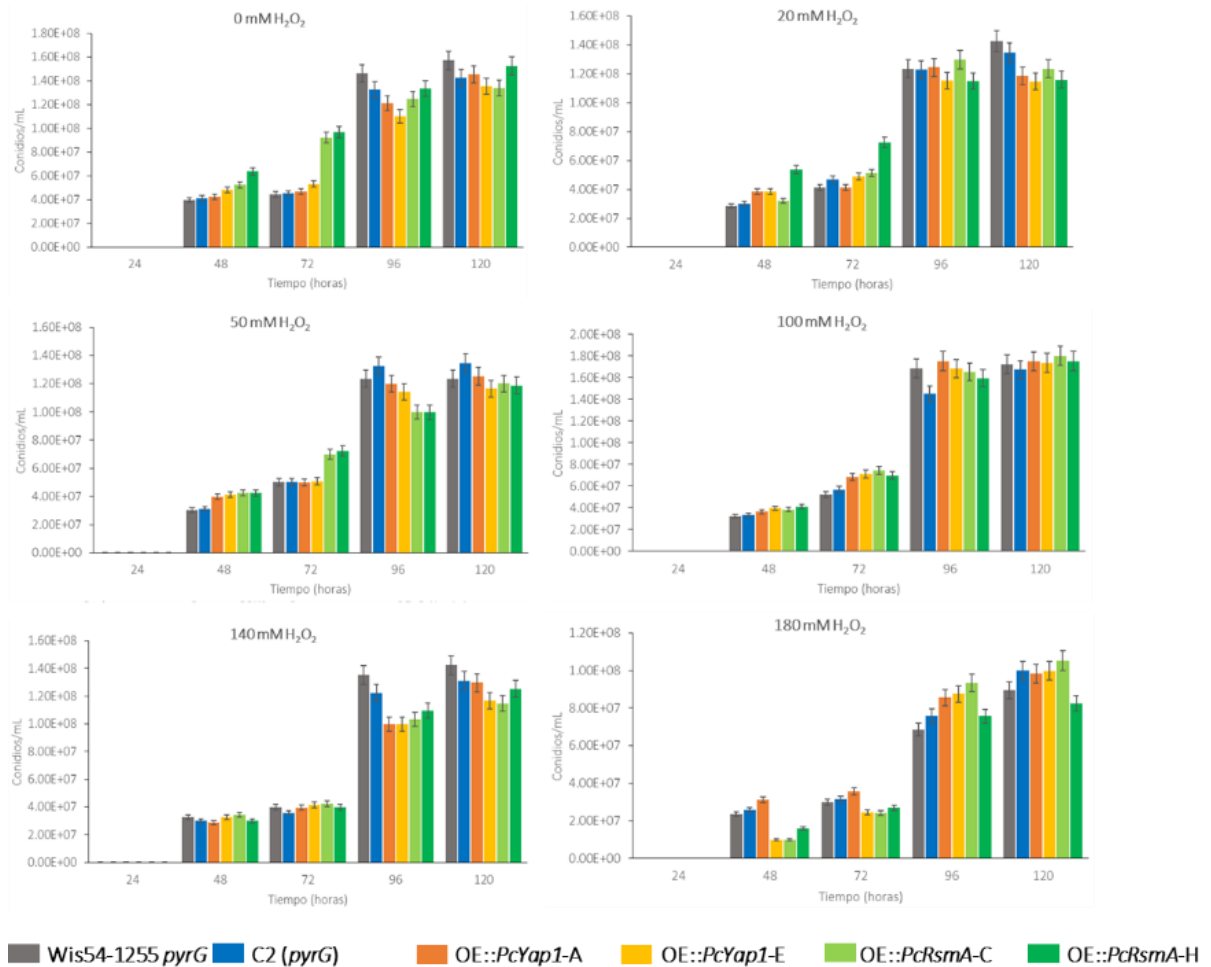 0 mM H₂O₂
Conidios/mL
1.80E+08
1.60E+08
1.40E+08
1.20E+08
1.00E+08
8.00E+07
6.00E+07
4.00E+07
2.00E+07
0.00E+00
24 48 72 96 120
Tiempo (horas)
20 mM H₂O₂
Conidios/mL
1.60E+08
1.40E+08
1.20E+08
1.00E+08
8.00E+07
6.00E+07
4.00E+07
2.00E+07
0.00E+00
24 48 72 96 120
Tiempo (horas)
50 mM H₂O₂
Conidios/mL
1.60E+08
1.40E+08
1.20E+08
1.00E+08
8.00E+07
6.00E+07
4.00E+07
2.00E+07
0.00E+00
24 48 72 96 120
Tiempo (horas)
100 mM H₂O₂
Conidios/mL
2.00E+08
1.80E+08
1.60E+08
1.40E+08
1.20E+08
1.00E+08
8.00E+07
6.00E+07
4.00E+07
2.00E+07
0.00E+00
24 48 72 96 120
Tiempo (horas)
140 mM H₂O₂
Conidios/mL
1.60E+08
1.40E+08
1.20E+08
1.00E+08
8.00E+07
6.00E+07
4.00E+07
2.00E+07
0.00E+00
24 48 72 96 120
Tiempo (horas)
180 mM H₂O₂
Conidios/mL
1.20E+08
1.00E+08
8.00E+07
6.00E+07
4.00E+07
2.00E+07
0.00E+00
24 48 72 96 120
Tiempo (horas)
Wis54-1255 pyrG C2 (pyrG) OE::PcYap1-A OE::PcYap1-E OE::PcRsmA-C OE::PcRsmA-H